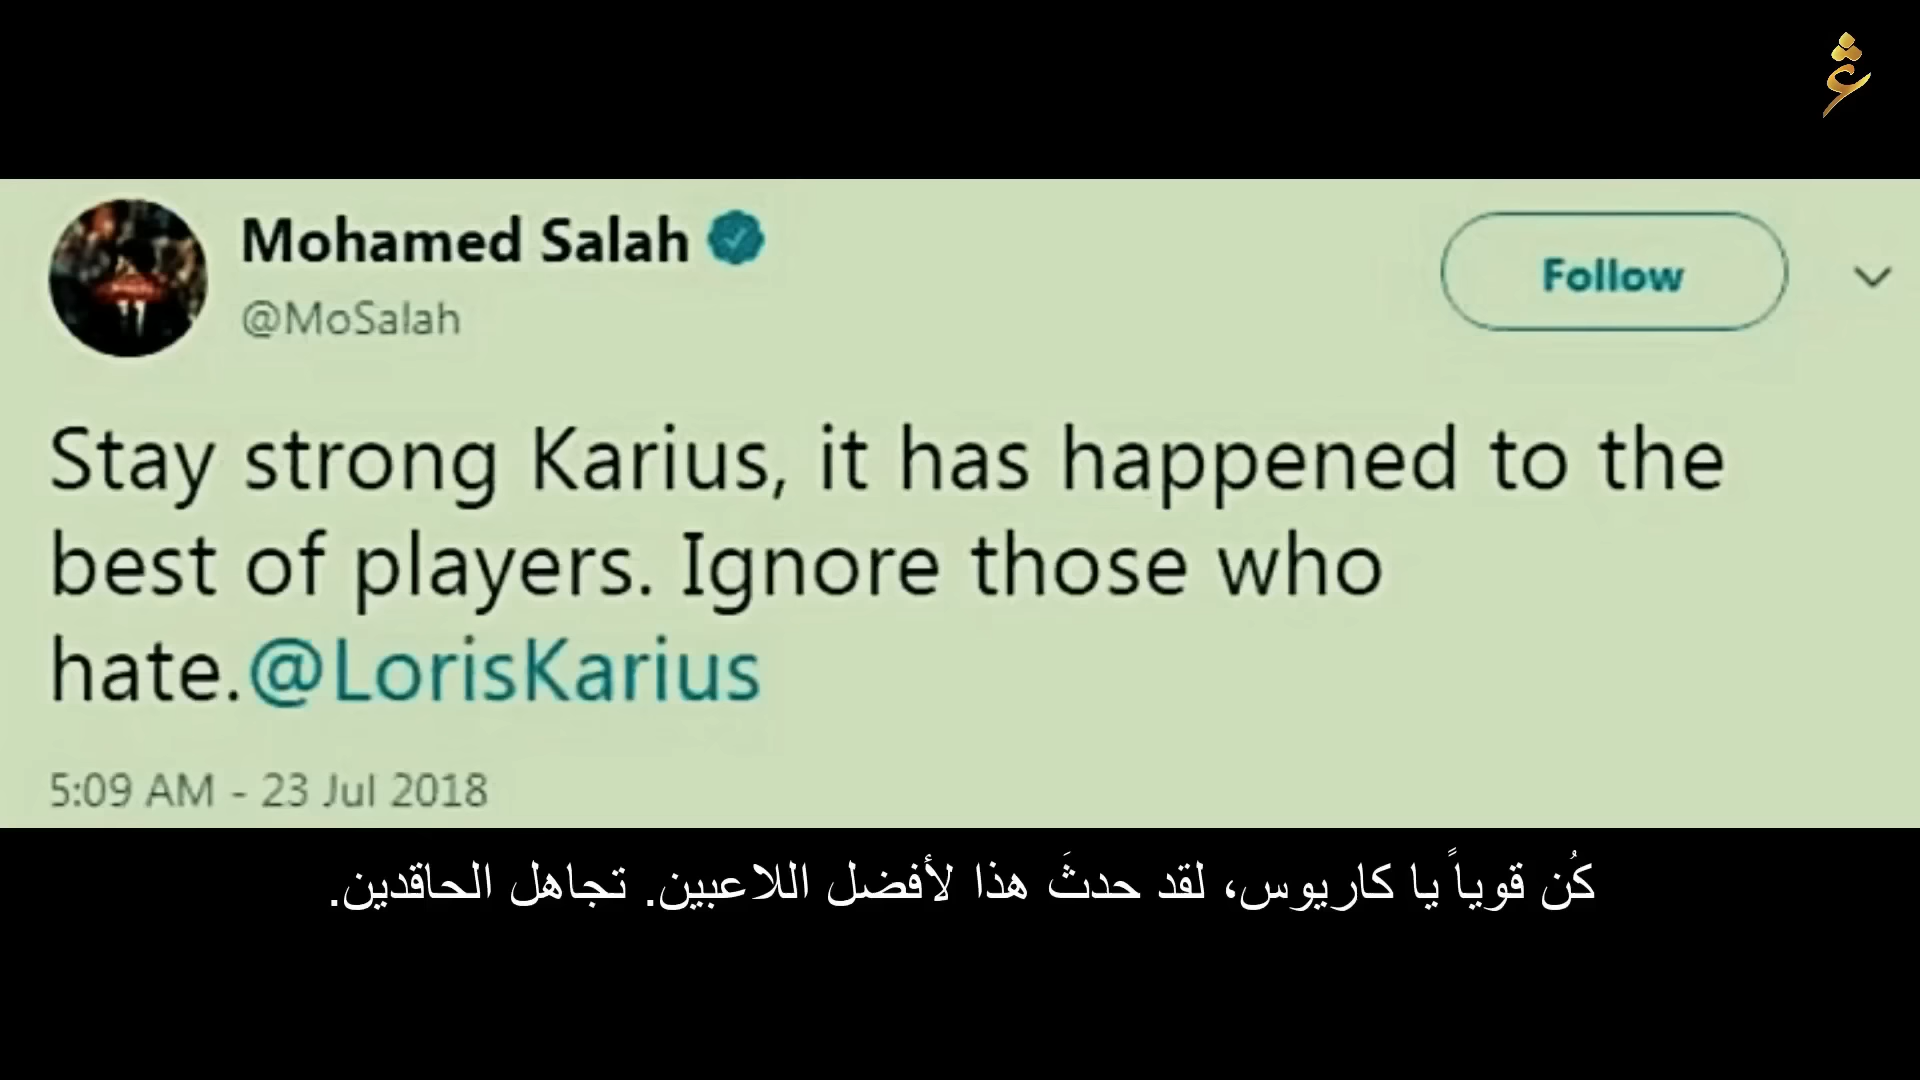 Mohamed Salah
@MoSalah
Follow
Stay strong Karius, it has happened to the
best of players. Ignore those who
hate.@LorisKarius
5:09 AM - 23 Jul 2018
كُن قوياً يا كاريوس، لقد حدثَ هذا لأفضل اللاعبين. تجاهل الحاقدين.